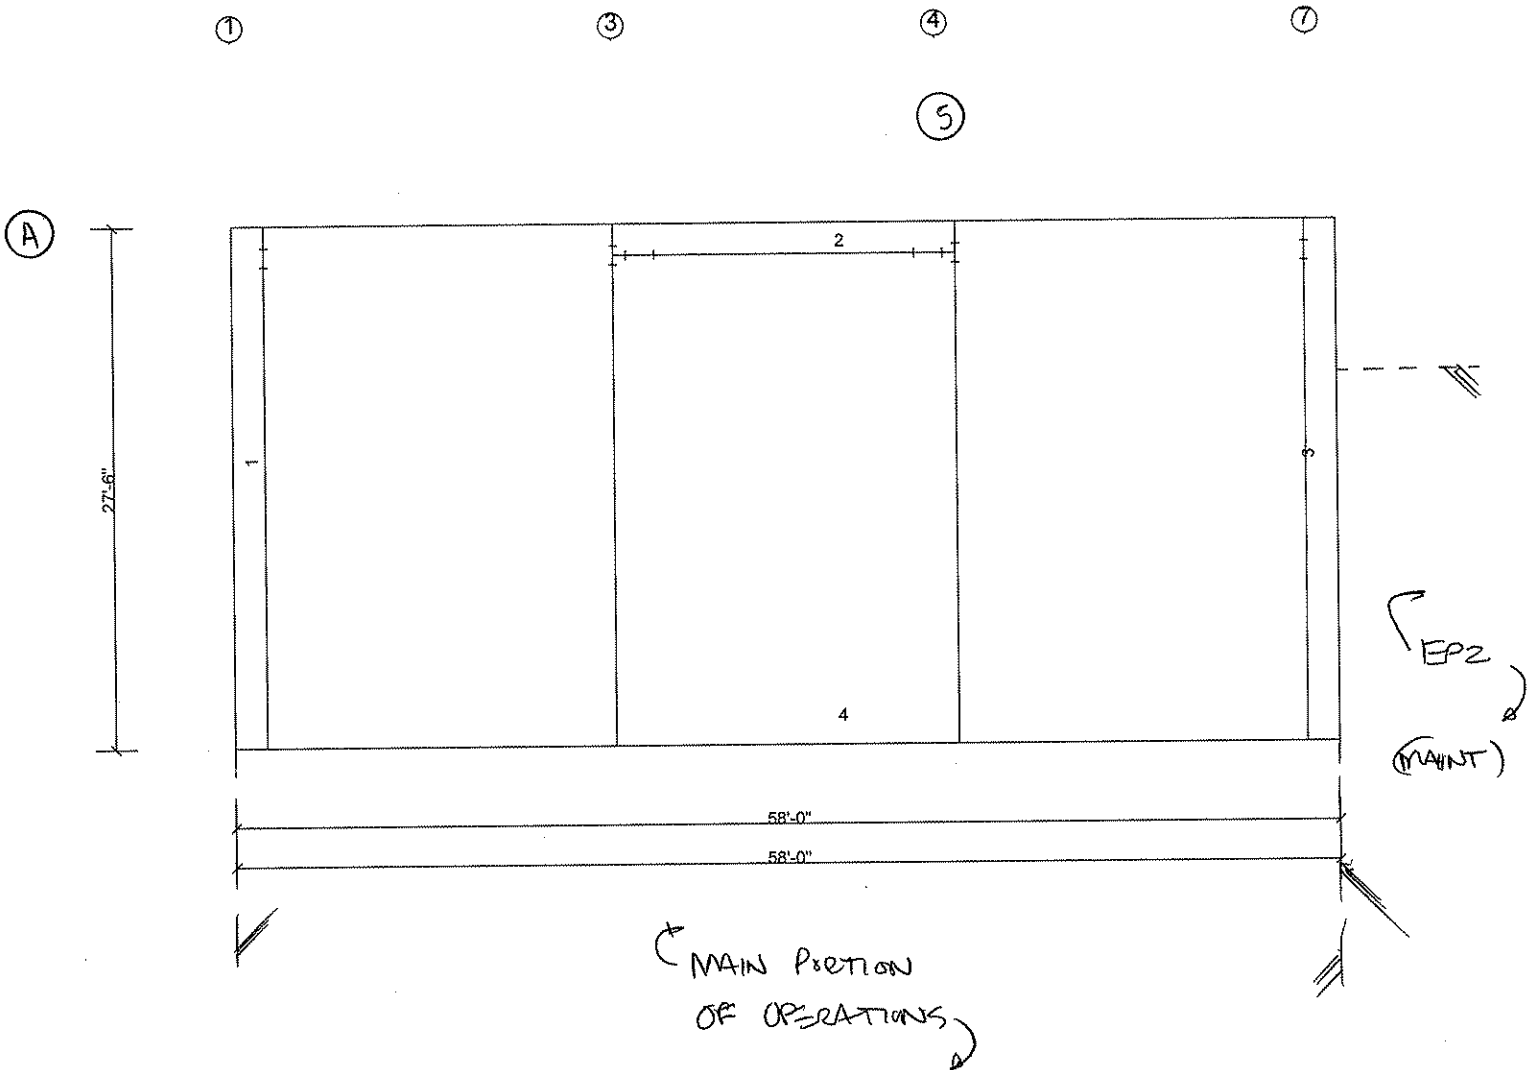 1 3 4 7
5
A
2
1
3
27'-6"
EP2
4
(MAINT)
58'-0"
58'-0"
MAIN PORTION
OF OPERATIONS